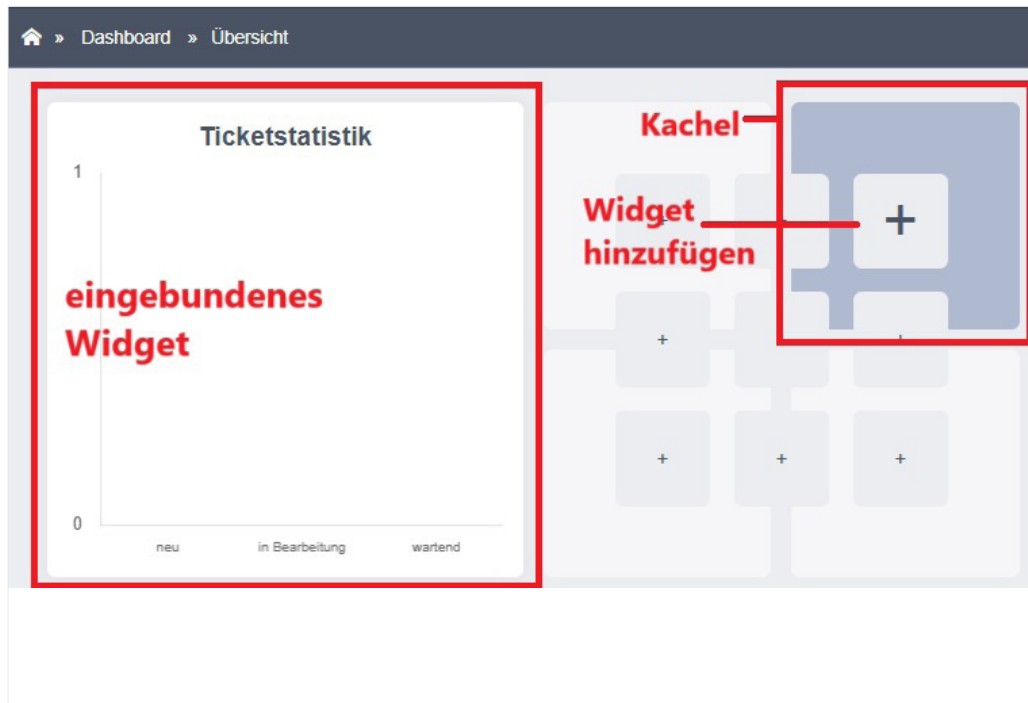 » Dashboard » Übersicht
Ticketstatistik
1
0
neu in Bearbeitung wartend
eingebundenes
Widget
Kachel
Widget
hinzufügen
+
+ +
+ + +